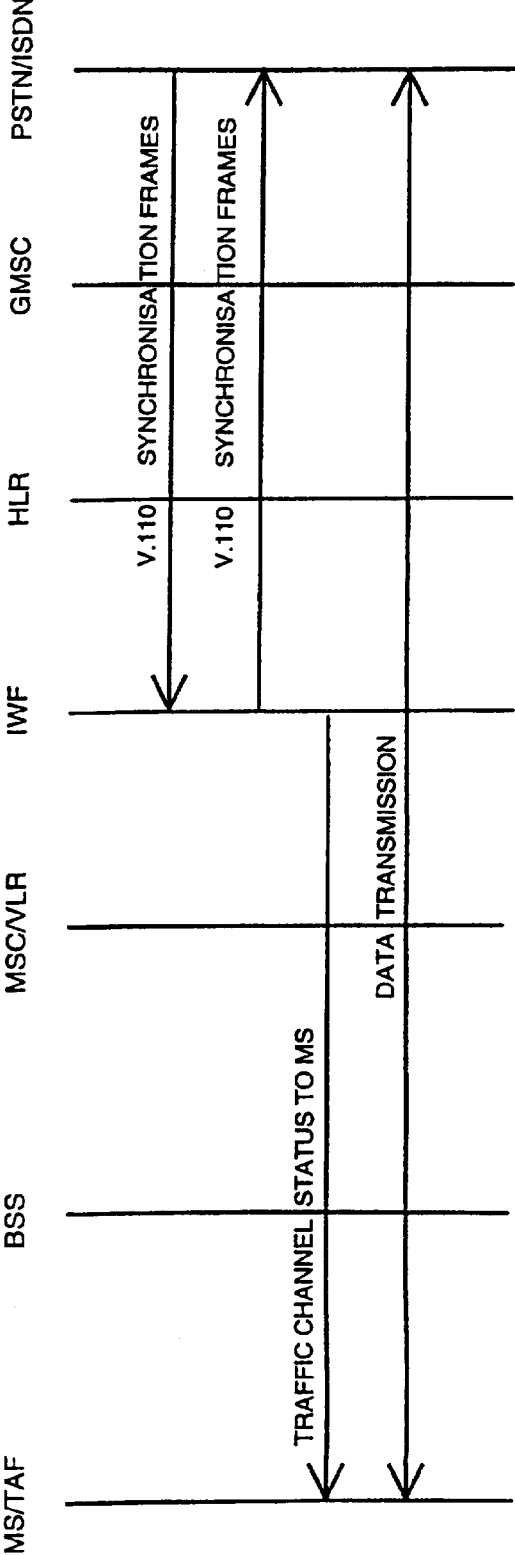 MS/TAF
BSS
MSC/VLR
IWF
HLR
GMSC
PSTN/ISDN
V.110 SYNCHRONISATION FRAMES
V.110 SYNCHRONISATION FRAMES
TRAFFIC CHANNEL STATUS TO MS
DATA TRANSMISSION